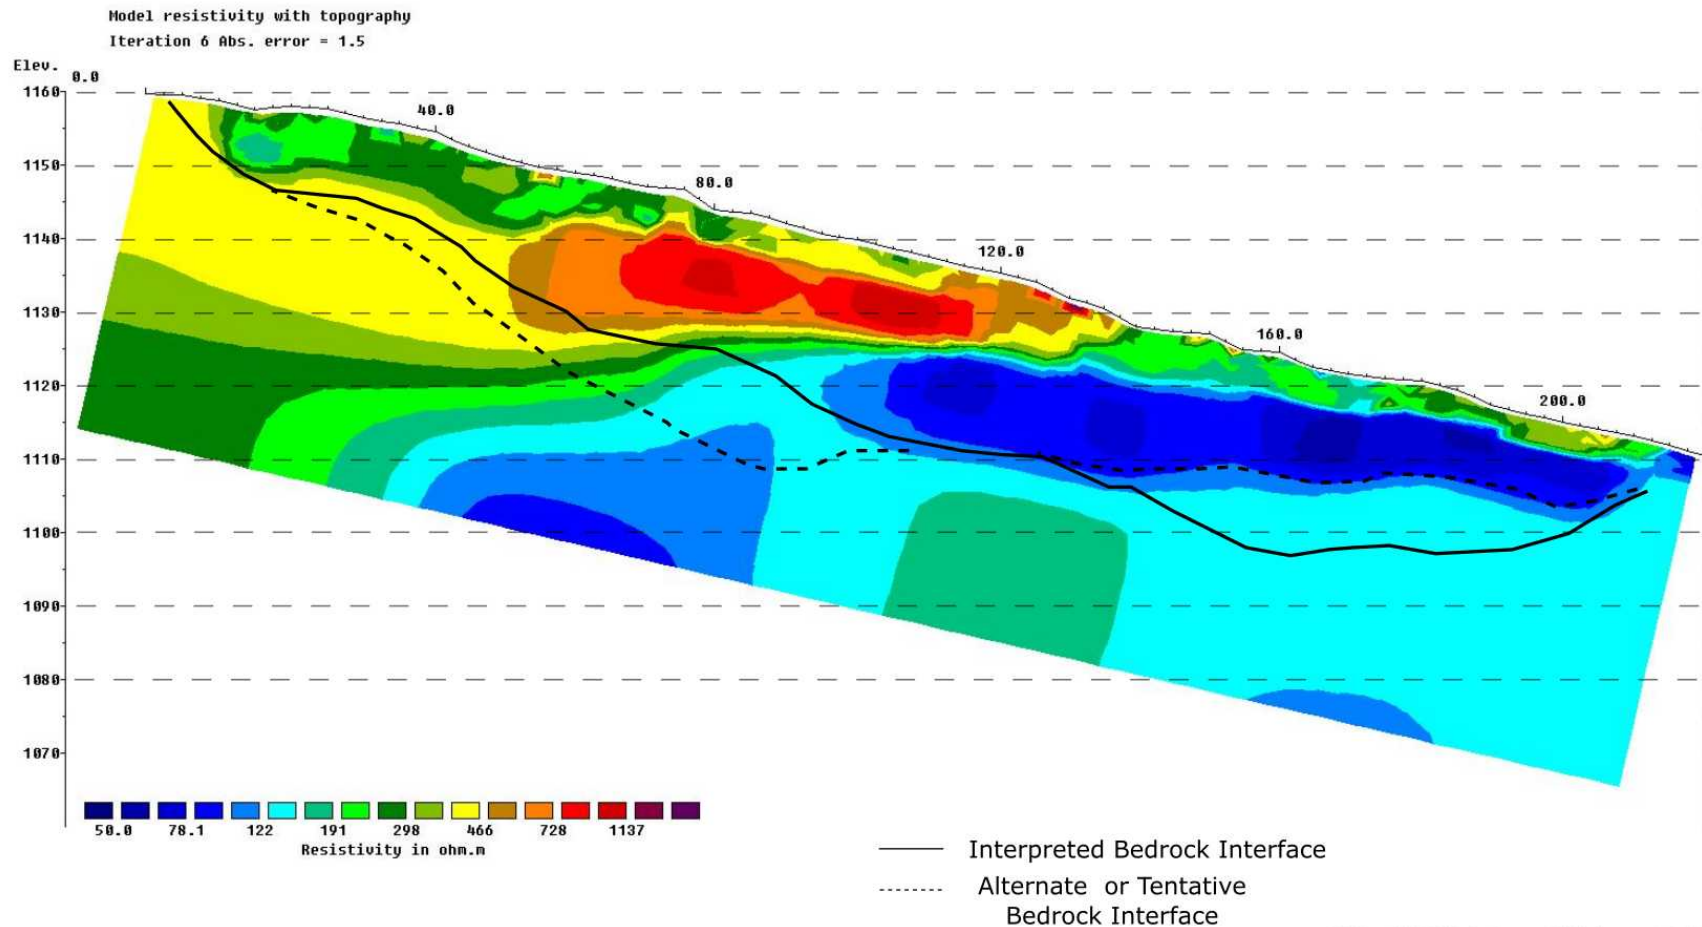 Model resistivity with topography
Iteration 6 Abs. error = 1.5
Elev.
0.0
1160
40.0
1150
80.0
1140
120.0
1130
160.0
1120
200.0
1110
1100
1090
1080
1070
50.0 78.1 122 191 298 466 728 1137
Resistivity in ohm.m
Interpreted Bedrock Interface
Alternate or Tentative
Bedrock Interface